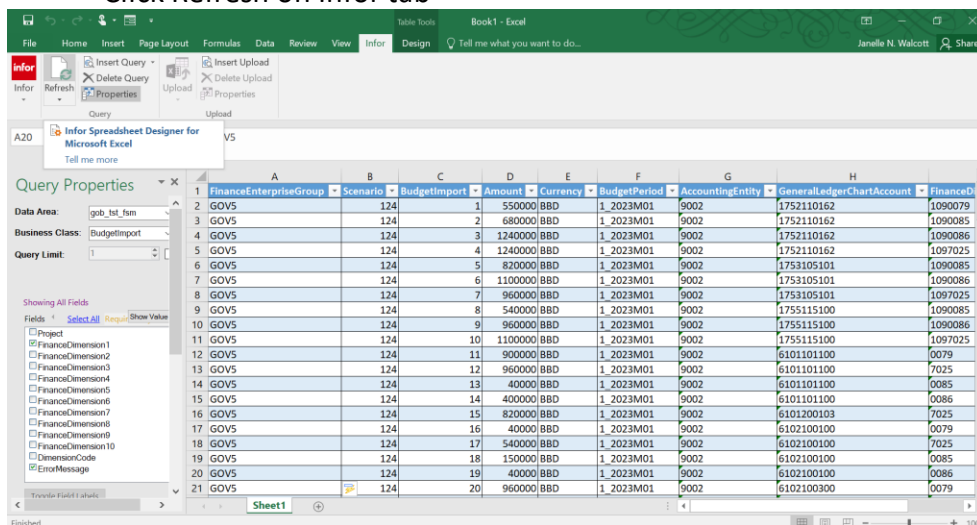 Click Refresh on Infor tab
Table Tools Book1 - Excel
File Home Insert Page Layout Formulas Data Review View Infor Design Tell me what you want to do... Janelle N. Walcott Share
infor Insert Query Insert Upload
Delete Query Delete Upload
Infor Refresh Properties Upload Properties
Query Upload
A20
Infor Spreadsheet Designer for
Microsoft Excel
Tell me more
Query Properties
Data Area: gob_tst_fsm
Business Class: BudgetImport
Query Limit: 1
Showing All Fields
Fields Select All Show Value
Project
FinanceDimension1
FinanceDimension2
FinanceDimension3
FinanceDimension4
FinanceDimension5
FinanceDimension6
FinanceDimension7
FinanceDimension8
FinanceDimension9
FinanceDimension10
DimensionCode
ErrorMessage
Toggle Field Labels
A B C D E F G H
1 FinanceEnterpriseGroup Scenario BudgetImport Amount Currency BudgetPeriod AccountingEntity GeneralLedgerChartAccount FinanceDi
2 GOV5 124 1 550000 BBD 1_2023M01 9002 1752110162 1090079
3 GOV5 124 2 680000 BBD 1_2023M01 9002 1752110162 1090085
4 GOV5 124 3 1240000 BBD 1_2023M01 9002 1752110162 1090086
5 GOV5 124 4 1240000 BBD 1_2023M01 9002 1752110162 1097025
6 GOV5 124 5 820000 BBD 1_2023M01 9002 1753105101 1090085
7 GOV5 124 6 1100000 BBD 1_2023M01 9002 1753105101 1090086
8 GOV5 124 7 960000 BBD 1_2023M01 9002 1753105101 1097025
9 GOV5 124 8 540000 BBD 1_2023M01 9002 1755115100 1090085
10 GOV5 124 9 960000 BBD 1_2023M01 9002 1755115100 1090086
11 GOV5 124 10 1100000 BBD 1_2023M01 9002 1755115100 1097025
12 GOV5 124 11 900000 BBD 1_2023M01 9002 6101101100 0079
13 GOV5 124 12 960000 BBD 1_2023M01 9002 6101101100 7025
14 GOV5 124 13 40000 BBD 1_2023M01 9002 6101101100 0085
15 GOV5 124 14 400000 BBD 1_2023M01 9002 6101101100 0086
16 GOV5 124 15 820000 BBD 1_2023M01 9002 6101200103 7025
17 GOV5 124 16 40000 BBD 1_2023M01 9002 6102100100 0079
18 GOV5 124 17 540000 BBD 1_2023M01 9002 6102100100 7025
19 GOV5 124 18 150000 BBD 1_2023M01 9002 6102100100 0085
20 GOV5 124 19 40000 BBD 1_2023M01 9002 6102100100 0086
21 GOV5 124 20 960000 BBD 1_2023M01 9002 6102100300 0079
Sheet1
Finished